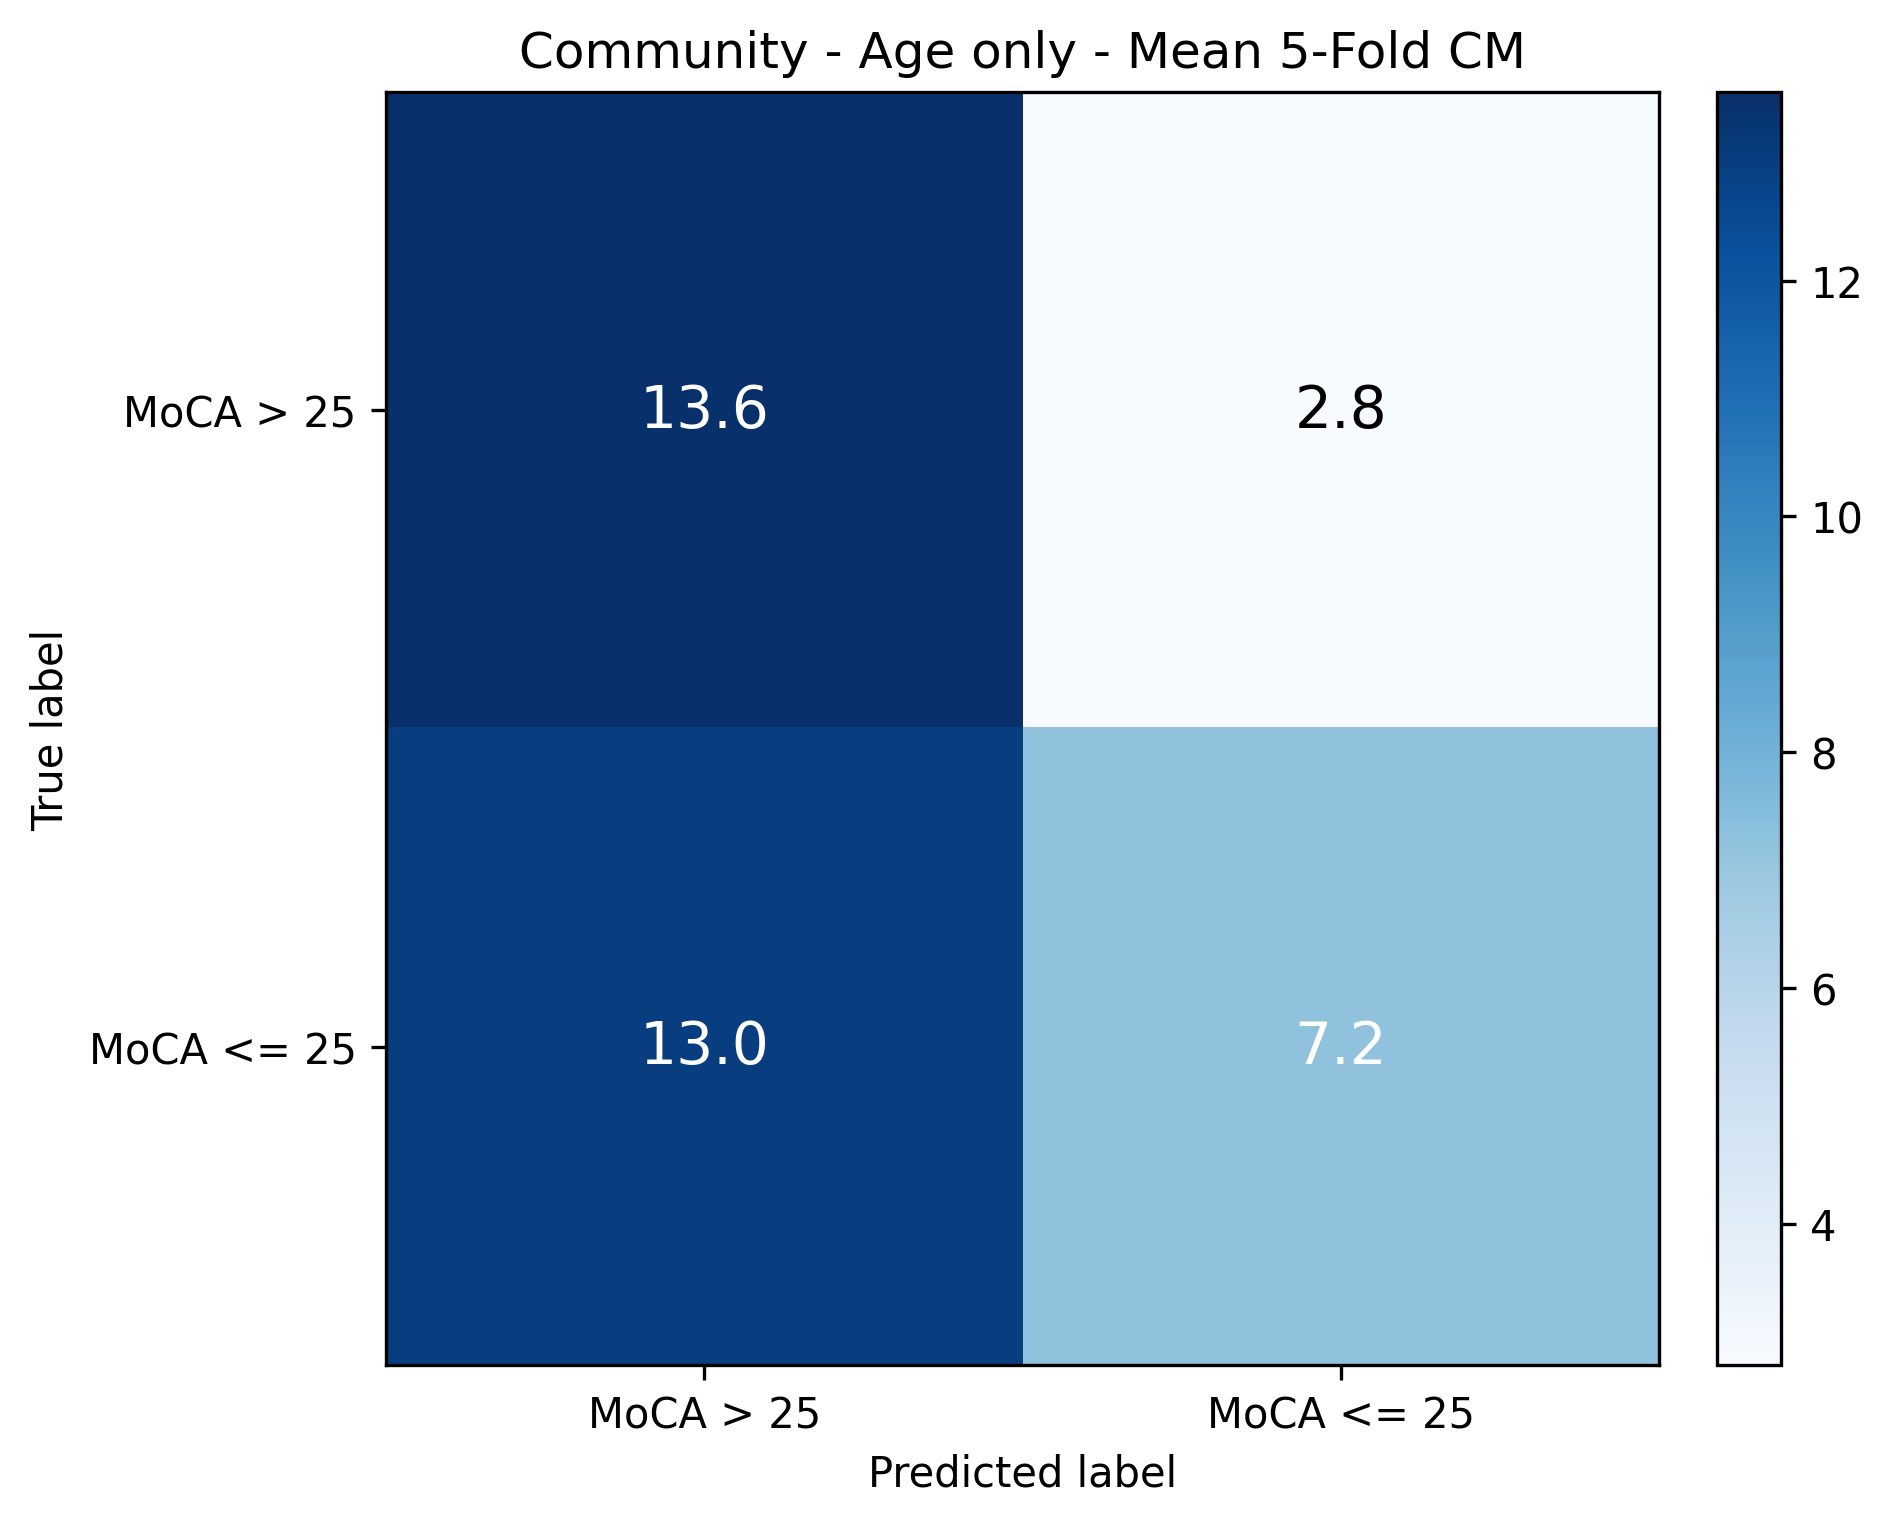 Community - Age only - Mean 5-Fold CM
True label
MoCA > 25
13.6
2.8
MoCA <= 25
13.0
7.2
MoCA > 25
MoCA <= 25
Predicted label
12
10
8
6
4